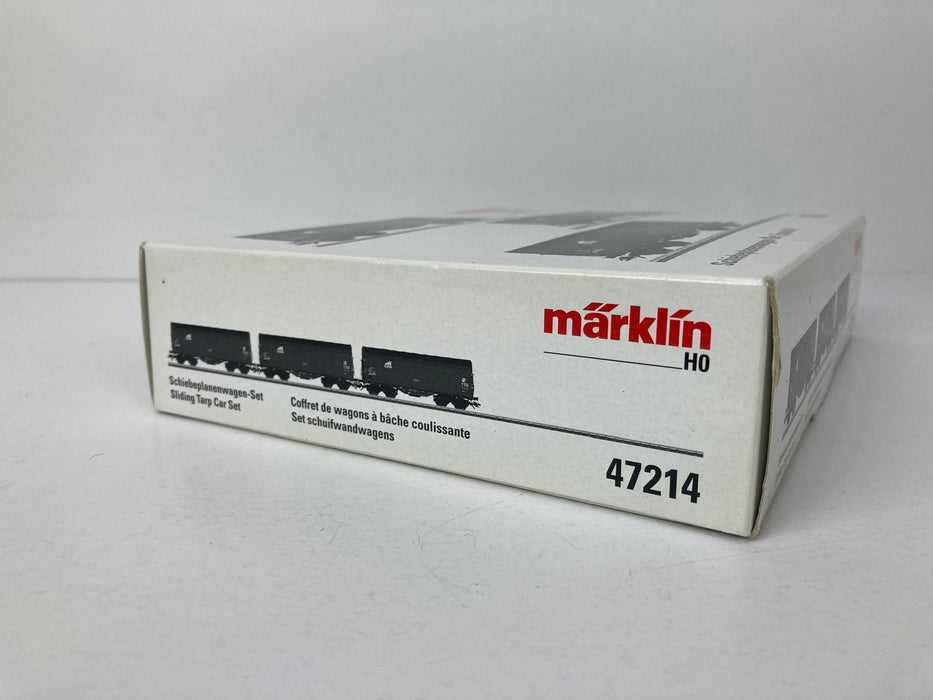 märklin
H0
Schiebeplanenwagen-Set
Sliding Tarp Car Set
Coffret de wagons à bâche coulissante
Set schuifwandwagens
47214